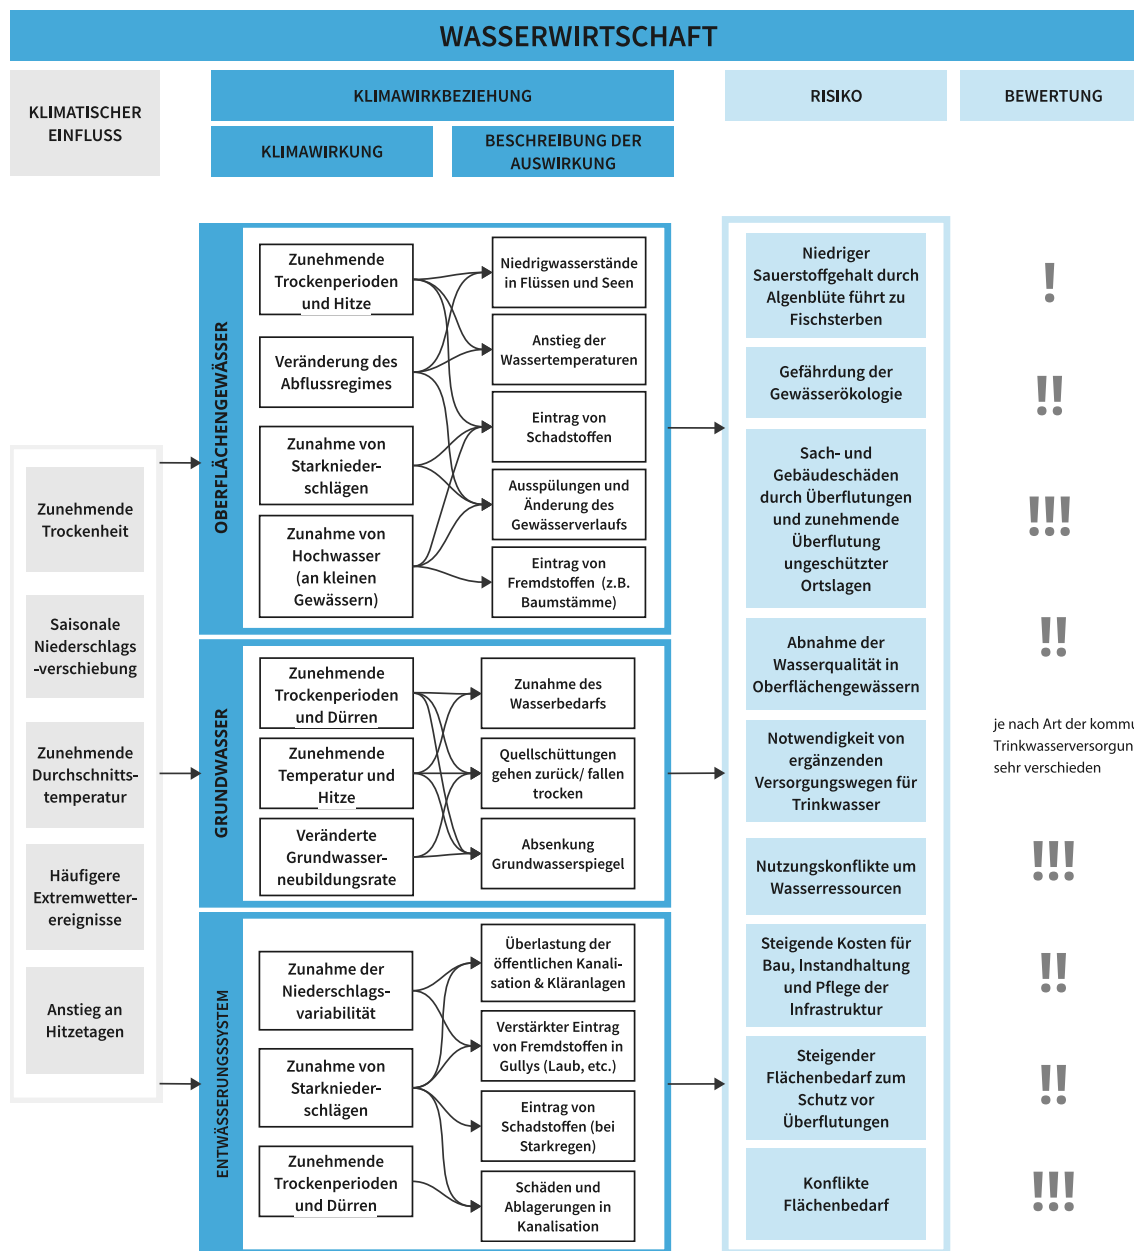 WASSERWIRTSCHAFT
KLIMATISCHER
EINFLUSS
KLIMAWIRKBEZIEHUNG
KLIMAWIRKUNG
BESCHREIBUNG DER
AUSWIRKUNG
RISIKO
BEWERTUNG
Zunehmende
Trockenheit
Saisonale
Niederschlags
-verschiebung
Zunehmende
Durchschnitts-
temperatur
Häufigere
Extremwetter-
ereignisse
Anstieg an
Hitzetagen
OBERFLÄCHENGEWÄSSER
Zunehmende
Trockenperioden
und Hitze
Veränderung des
Abflussregimes
Zunahme von
Starknieder-
schlägen
Zunahme von
Hochwasser
(an kleinen
Gewässern)
Niedrigwasserstände
in Flüssen und Seen
Anstieg der
Wassertemperaturen
Eintrag von
Schadstoffen
Ausspülungen und
Änderung des
Gewässerverlaufs
Eintrag von
Fremdstoffen (z.B.
Baumstämme)
GRUNDWASSER
Zunehmende
Trockenperioden
und Dürren
Zunehmende
Temperatur und
Hitze
Veränderte
Grundwasser-
neubildungsrate
Zunahme des
Wasserbedarfs
Quellschüttungen
gehen zurück/ fallen
trocken
Absenkung
Grundwasserspiegel
ENTWÄSSERUNGSSYSTEM
Zunahme der
Niederschlags-
variabilität
Zunahme von
Starknieder-
schlägen
Zunehmende
Trockenperioden
und Dürren
Überlastung der
öffentlichen Kanali-
sation & Kläranlagen
Verstärkter Eintrag
von Fremdstoffen in
Gullys (Laub, etc.)
Eintrag von
Schadstoffen (bei
Starkregen)
Schäden und
Ablagerungen in
Kanalisation
Niedriger
Sauerstoffgehalt durch
Algenblüte führt zu
Fischsterben
!
Gefährdung der
Gewässerökologie
!!
Sach- und
Gebäudeschäden
durch Überflutungen
und zunehmende
Überflutung
ungeschützter
Ortslagen
!!!
Abnahme der
Wasserqualität in
Oberflächengewässern
!!
Notwendigkeit von
ergänzenden
Versorgungswegen für
Trinkwasser
je nach Art der kommu
Trinkwasserversorgun
sehr verschieden
Nutzungskonflikte um
Wasserressourcen
!!!
Steigende Kosten für
Bau, Instandhaltung
und Pflege der
Infrastruktur
!!
Steigender
Flächenbedarf zum
Schutz vor
Überflutungen
!!
Konflikte
Flächenbedarf
!!!